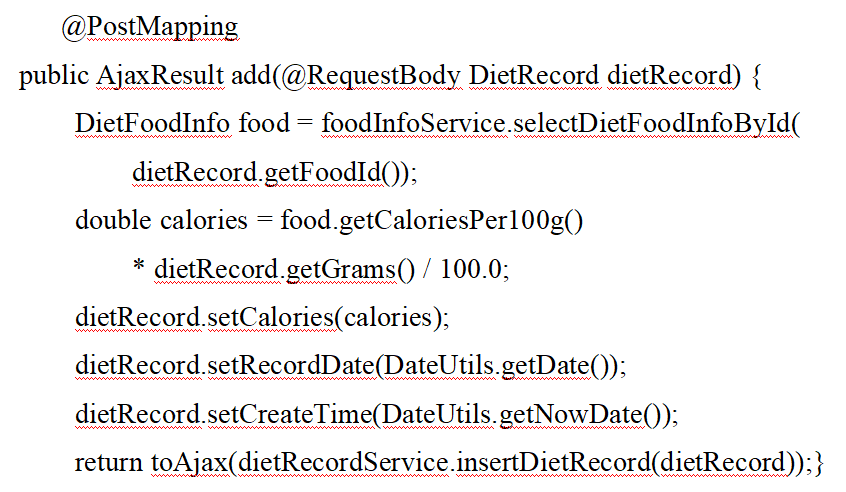 @PostMapping
public AjaxResult add(@RequestBody DietRecord dietRecord) {
DietFoodInfo food = foodInfoService.selectDietFoodInfoById(
dietRecord.getFoodId());
double calories = food.getCaloriesPer100g()
* dietRecord.getGrams() / 100.0;
dietRecord.setCalories(calories);
dietRecord.setRecordDate(DateUtils.getDate());
dietRecord.setCreateTime(DateUtils.getNowDate());
return toAjax(dietRecordService.insertDietRecord(dietRecord));}